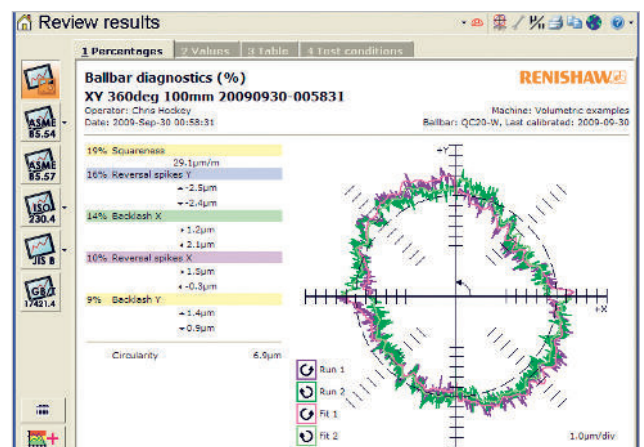 Review results
1 Percentages 2 Values 3 Table 4 Test conditions
Ballbar diagnostics (%)
RENISHAW
XY 360deg 100mm 20090930-005831
Operator: Chris Hockey
Machine: Volumetric examples
Date: 2009-Sep-30 00:58:31
Ballbar: QC20-W, Last calibrated: 2009-09-30
ASME
B5.54
ASME
B5.57
ISO
230.4
JIS B
GB/T
17421.4
19% Squareness
29.1µm/m
16% Reversal spikes Y
-2.5µm
-2.4µm
14% Backlash X
1.2µm
2.1µm
10% Reversal spikes X
1.5µm
-0.3µm
9% Backlash Y
1.4µm
0.9µm
Circularity 6.9µm
+Y
+X
Run 1
Run 2
Fit 1
Fit 2
1.0µm/div